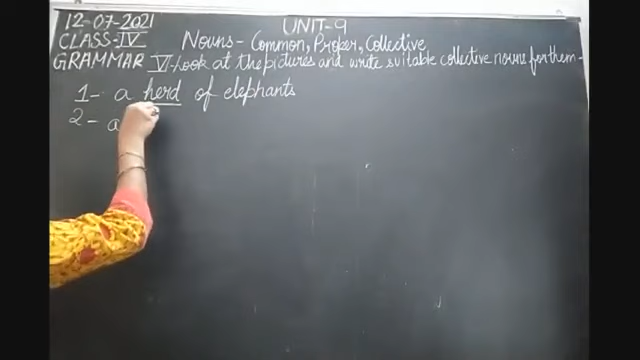 12-07-2021
UNIT-9
CLASS-IV
Nouns- Common, Proper, Collective
GRAMMAR V-Look at the pictures and write suitable collective nouns for them-
1- a herd of elephants
2- a